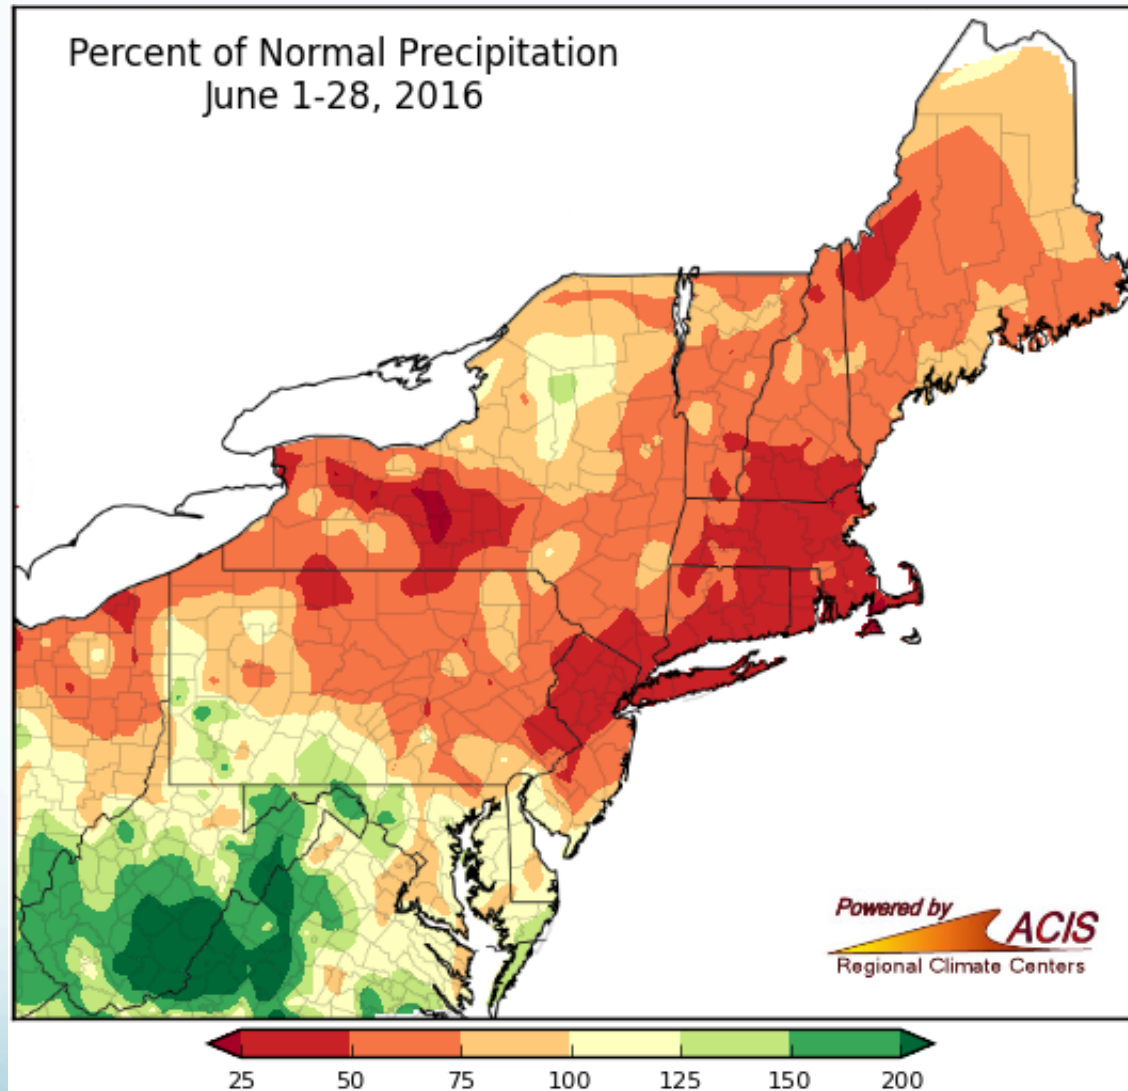 Percent of Normal Precipitation
June 1-28, 2016
Powered by
ACIS
Regional Climate Centers
25 50 75 100 125 150 200